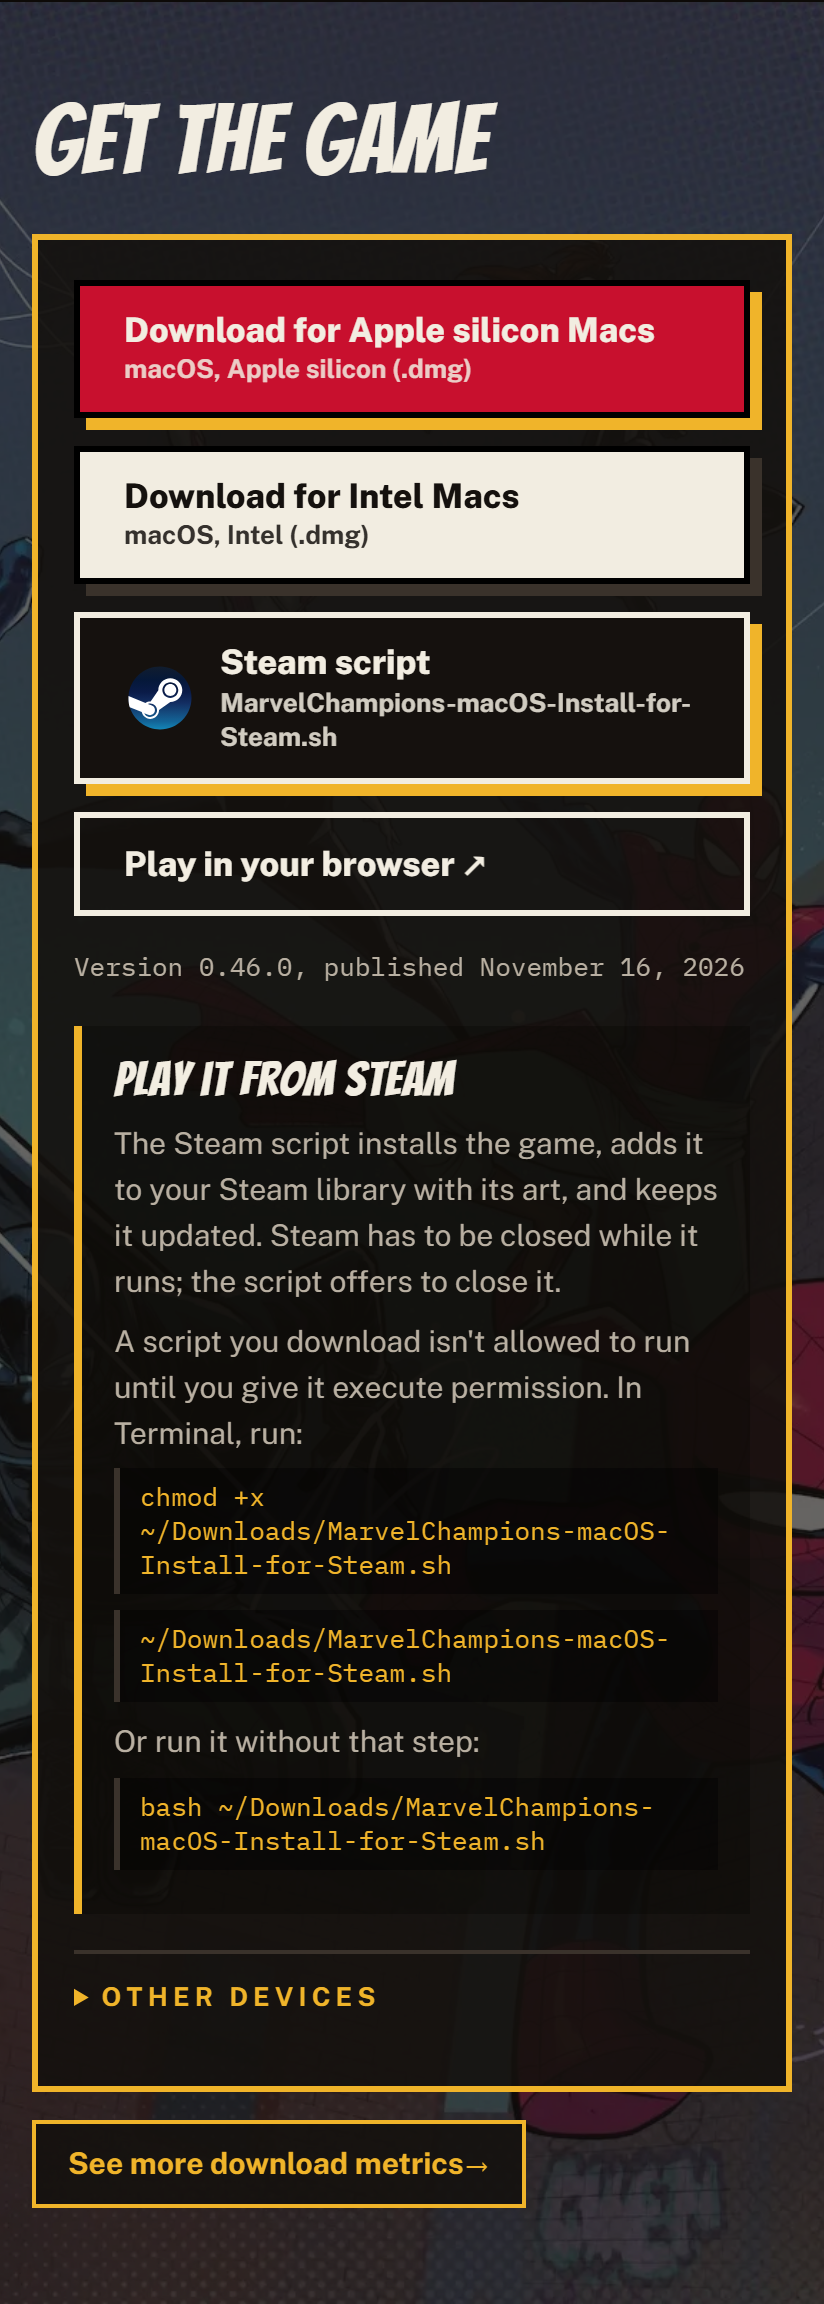 GET THE GAME
Download for Apple silicon Macs
macOS, Apple silicon (.dmg)
Download for Intel Macs
macOS, Intel (.dmg)
Steam script
MarvelChampions-macOS-Install-for-
Steam.sh
Play in your browser ↗
Version 0.46.0, published November 16, 2026
PLAY IT FROM STEAM
The Steam script installs the game, adds it
to your Steam library with its art, and keeps
it updated. Steam has to be closed while it
runs; the script offers to close it.
A script you download isn't allowed to run
until you give it execute permission. In
Terminal, run:
chmod +x
~/Downloads/MarvelChampions-macOS-
Install-for-Steam.sh
~/Downloads/MarvelChampions-macOS-
Install-for-Steam.sh
Or run it without that step:
bash ~/Downloads/MarvelChampions-
macOS-Install-for-Steam.sh
▶ OTHER DEVICES
See more download metrics→